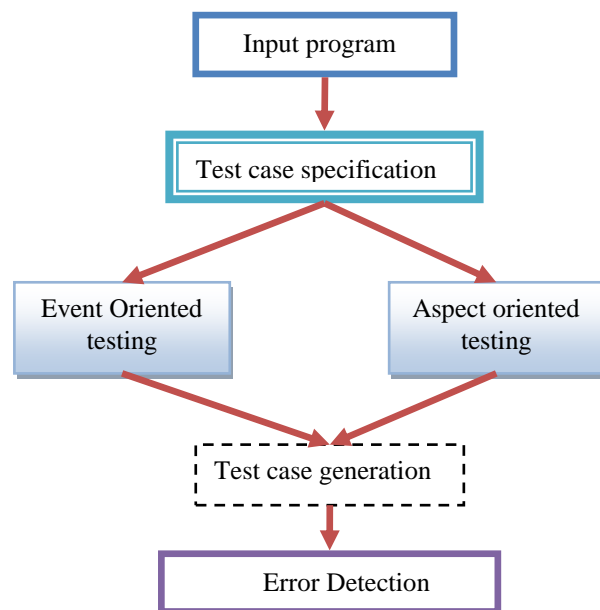 Input program
Test case specification
Event Oriented
testing
Aspect oriented
testing
Test case generation
Error Detection